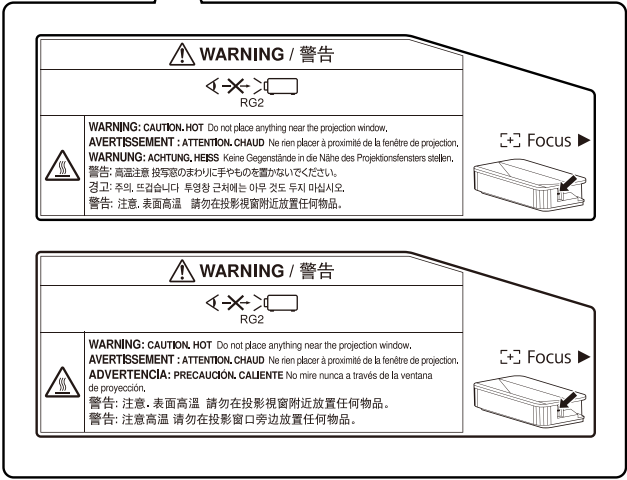 WARNING / 警告
RG2
WARNING: CAUTION. HOT Do not place anything near the projection window.
AVERTISSEMENT : ATTENTION. CHAUD Ne rien placer à proximité de la fenêtre de projection.
WARNUNG: ACHTUNG. HEISS Keine Gegenstände in die Nähe des Projektionsfensters stellen.
警告: 高温注意 投写窓のまわりに手やものを置かないでください。
경고: 주의. 뜨겁습니다 투영창 근처에는 아무 것도 두지 마십시오.
警告: 注意. 表面高溫 請勿在投影視窗附近放置任何物品。
[+] Focus ▶
WARNING / 警告
RG2
WARNING: CAUTION. HOT Do not place anything near the projection window.
AVERTISSEMENT : ATTENTION. CHAUD Ne rien placer à proximité de la fenêtre de projection.
ADVERTENCIA: PRECAUCIÓN. CALIENTE No mire nunca a través de la ventana
de proyección.
警告: 注意. 表面高溫 請勿在投影視窗附近放置任何物品。
警告: 注意高温 请勿在投影窗口旁边放置任何物品。
[+] Focus ▶